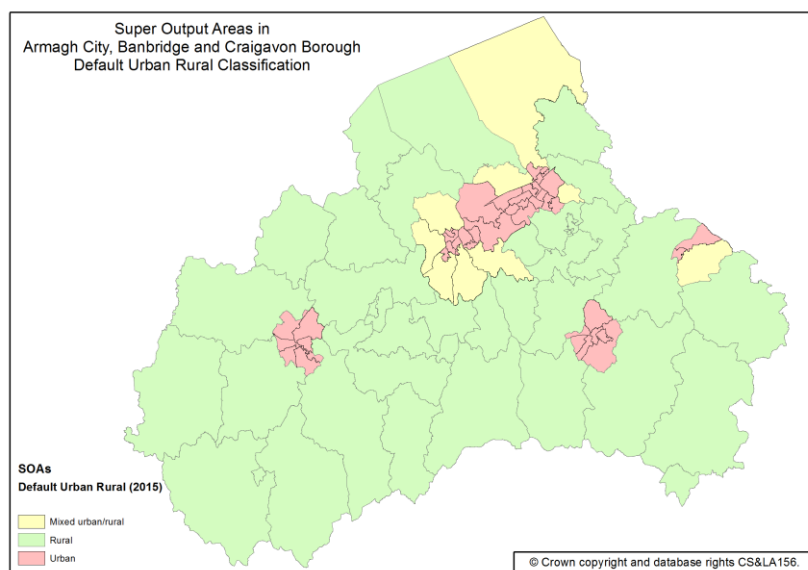 Super Output Areas in
Armagh City, Banbridge and Craigavon Borough
Default Urban Rural Classification
SOAs
Default Urban Rural (2015)
Mixed urban/rural
Rural
Urban
© Crown copyright and database rights CS&LA156.